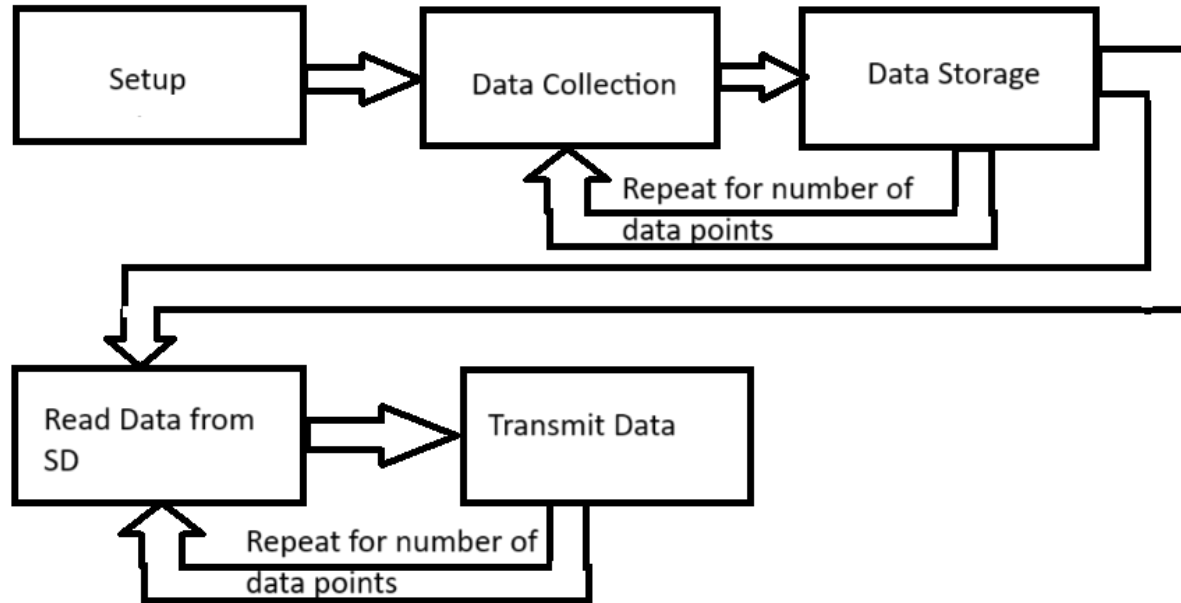 Setup
Data Collection
Data Storage
Repeat for number of
data points
Read Data from
SD
Transmit Data
Repeat for number of
data points